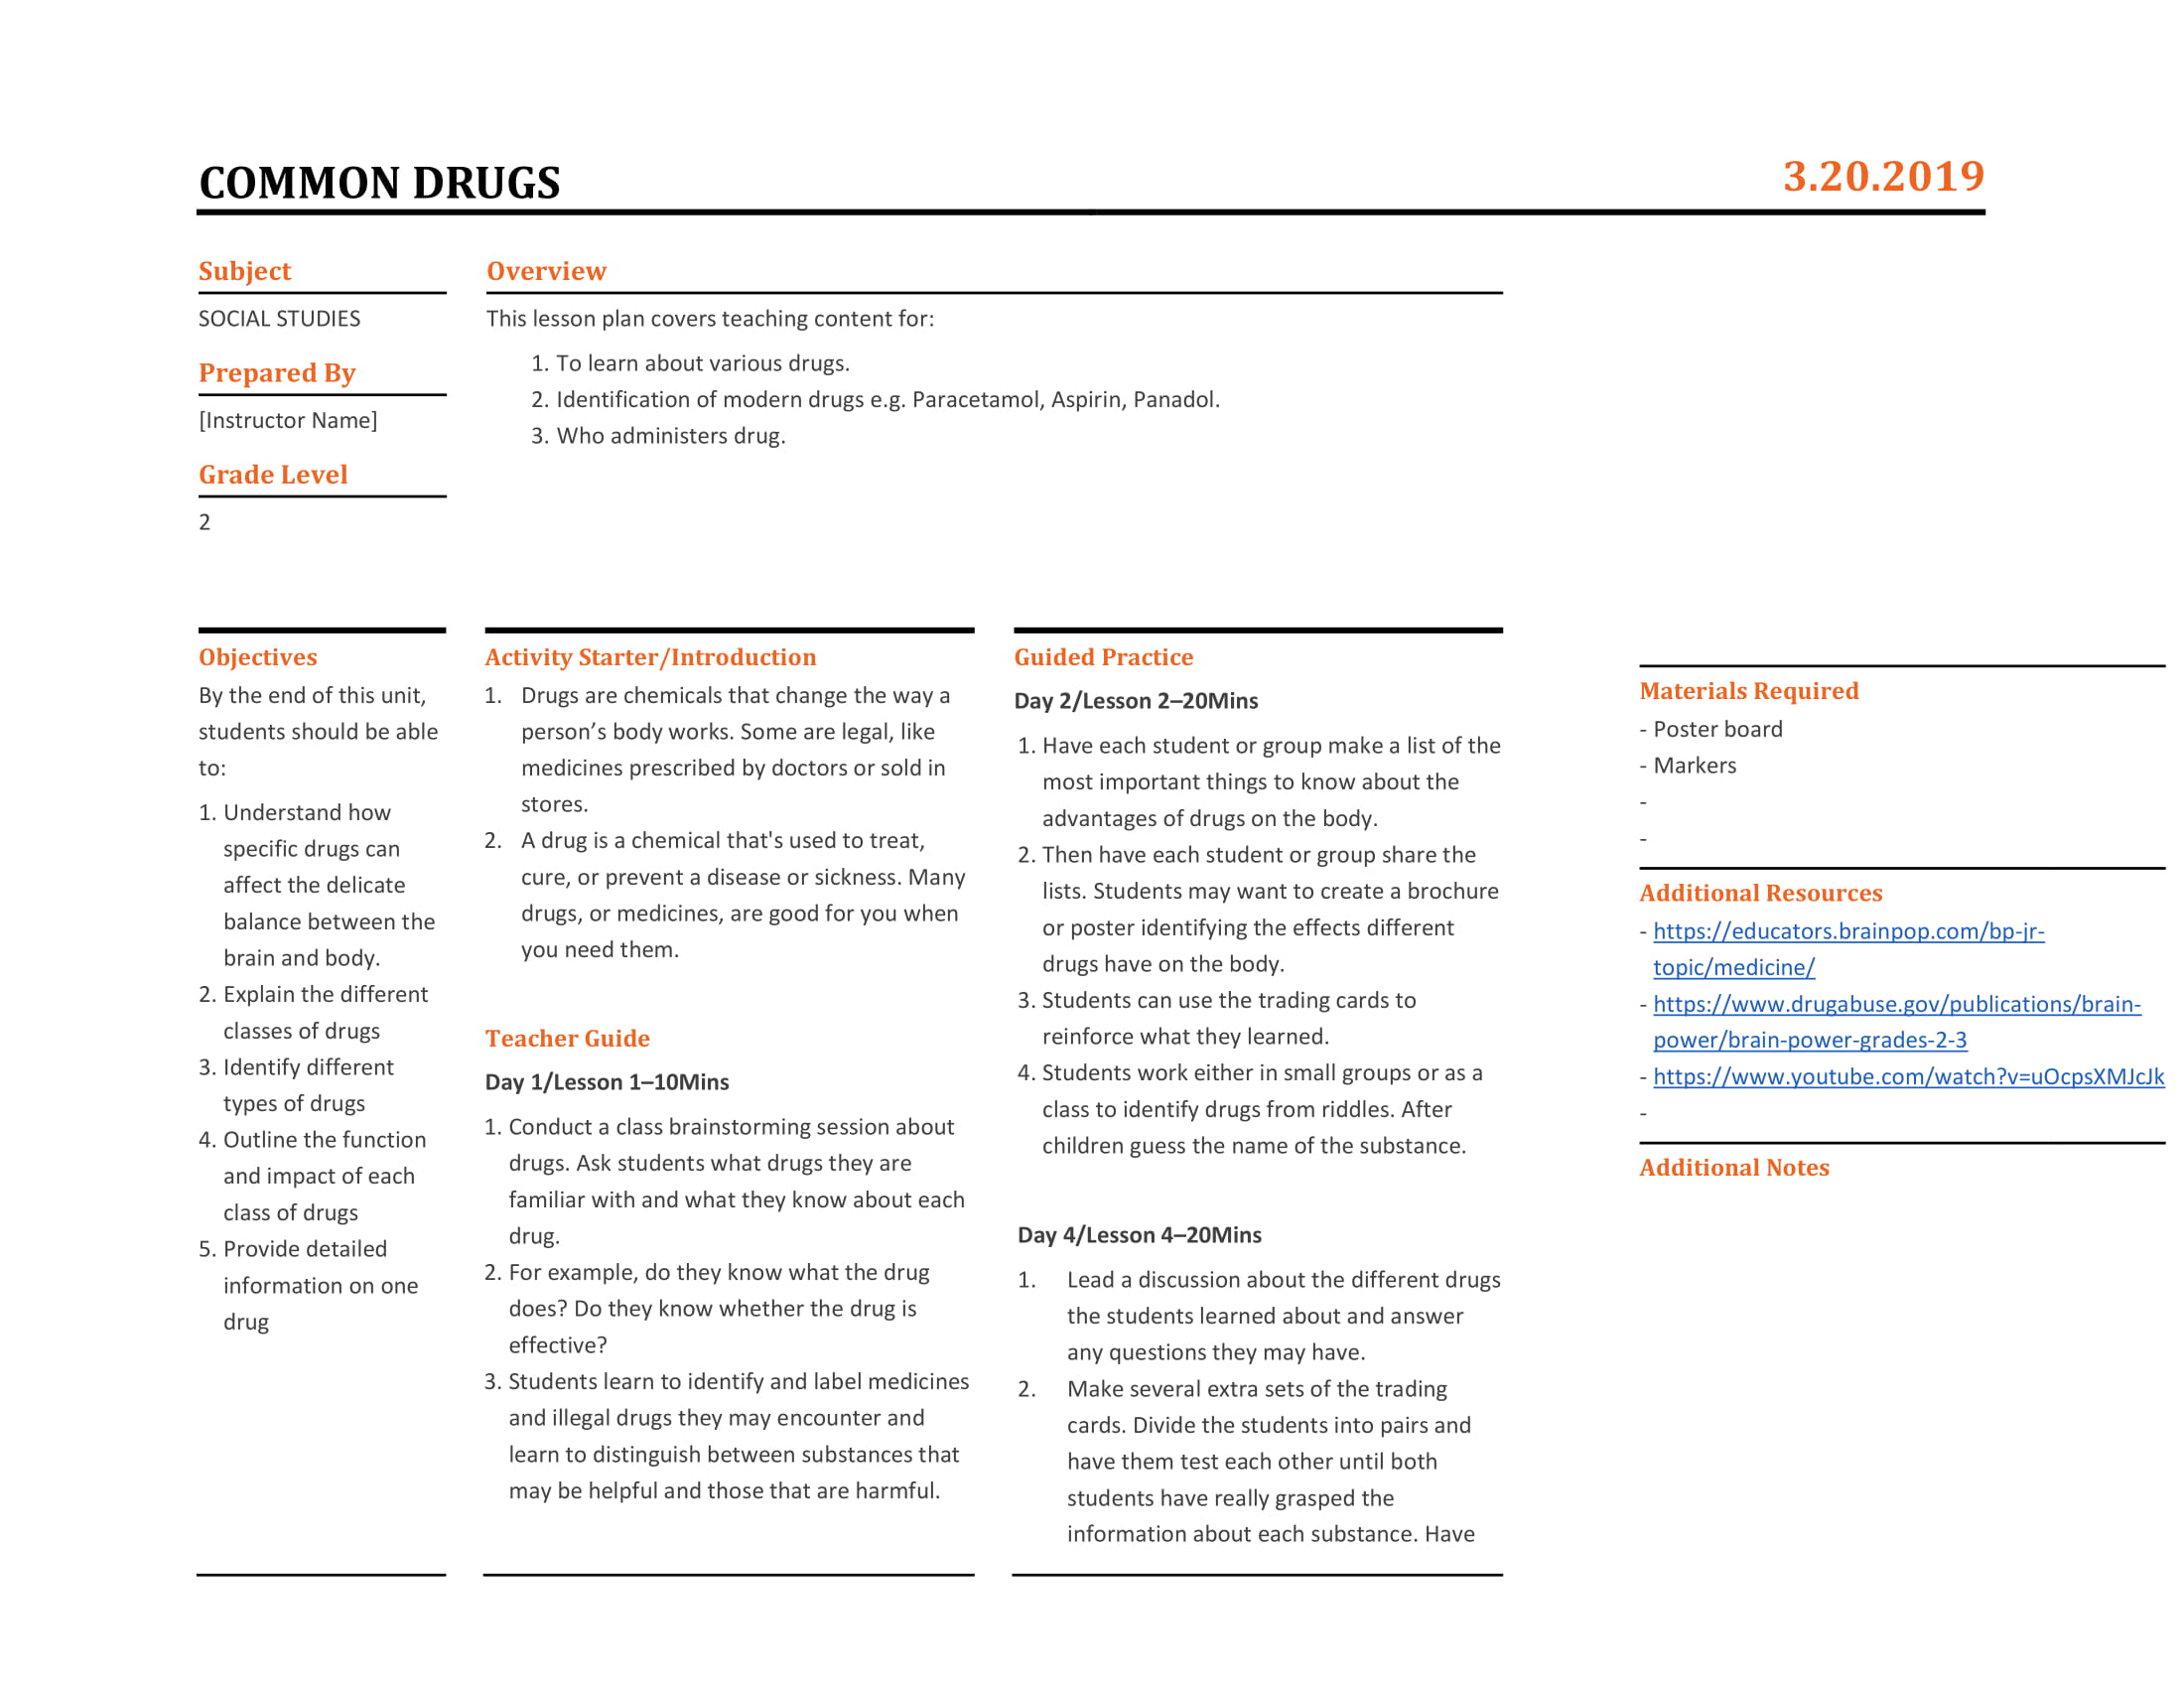 COMMON DRUGS
3.20.2019
Subject
SOCIAL STUDIES
Prepared By
[Instructor Name]
Grade Level
2
Overview
This lesson plan covers teaching content for:
1. To learn about various drugs.
2. Identification of modern drugs e.g. Paracetamol, Aspirin, Panadol.
3. Who administers drug.
Objectives
By the end of this unit,
students should be able
to:
1. Understand how
specific drugs can
affect the delicate
balance between the
brain and body.
2. Explain the different
classes of drugs
3. Identify different
types of drugs
4. Outline the function
and impact of each
class of drugs
5. Provide detailed
information on one
drug
Activity Starter/Introduction
1. Drugs are chemicals that change the way a
person’s body works. Some are legal, like
medicines prescribed by doctors or sold in
stores.
2. A drug is a chemical that's used to treat,
cure, or prevent a disease or sickness. Many
drugs, or medicines, are good for you when
you need them.
Teacher Guide
Day 1/Lesson 1–10Mins
1. Conduct a class brainstorming session about
drugs. Ask students what drugs they are
familiar with and what they know about each
drug.
2. For example, do they know what the drug
does? Do they know whether the drug is
effective?
3. Students learn to identify and label medicines
and illegal drugs they may encounter and
learn to distinguish between substances that
may be helpful and those that are harmful.
Guided Practice
Day 2/Lesson 2–20Mins
1. Have each student or group make a list of the
most important things to know about the
advantages of drugs on the body.
2. Then have each student or group share the
lists. Students may want to create a brochure
or poster identifying the effects different
drugs have on the body.
3. Students can use the trading cards to
reinforce what they learned.
4. Students work either in small groups or as a
class to identify drugs from riddles. After
children guess the name of the substance.
Day 4/Lesson 4–20Mins
1. Lead a discussion about the different drugs
the students learned about and answer
any questions they may have.
2. Make several extra sets of the trading
cards. Divide the students into pairs and
have them test each other until both
students have really grasped the
information about each substance. Have
Materials Required
- Poster board
- Markers
-
-
Additional Resources
- https://educators.brainpop.com/bp-jr-
topic/medicine/
- https://www.drugabuse.gov/publications/brain-
power/brain-power-grades-2-3
- https://www.youtube.com/watch?v=uOcpsXMJcJk
-
Additional Notes